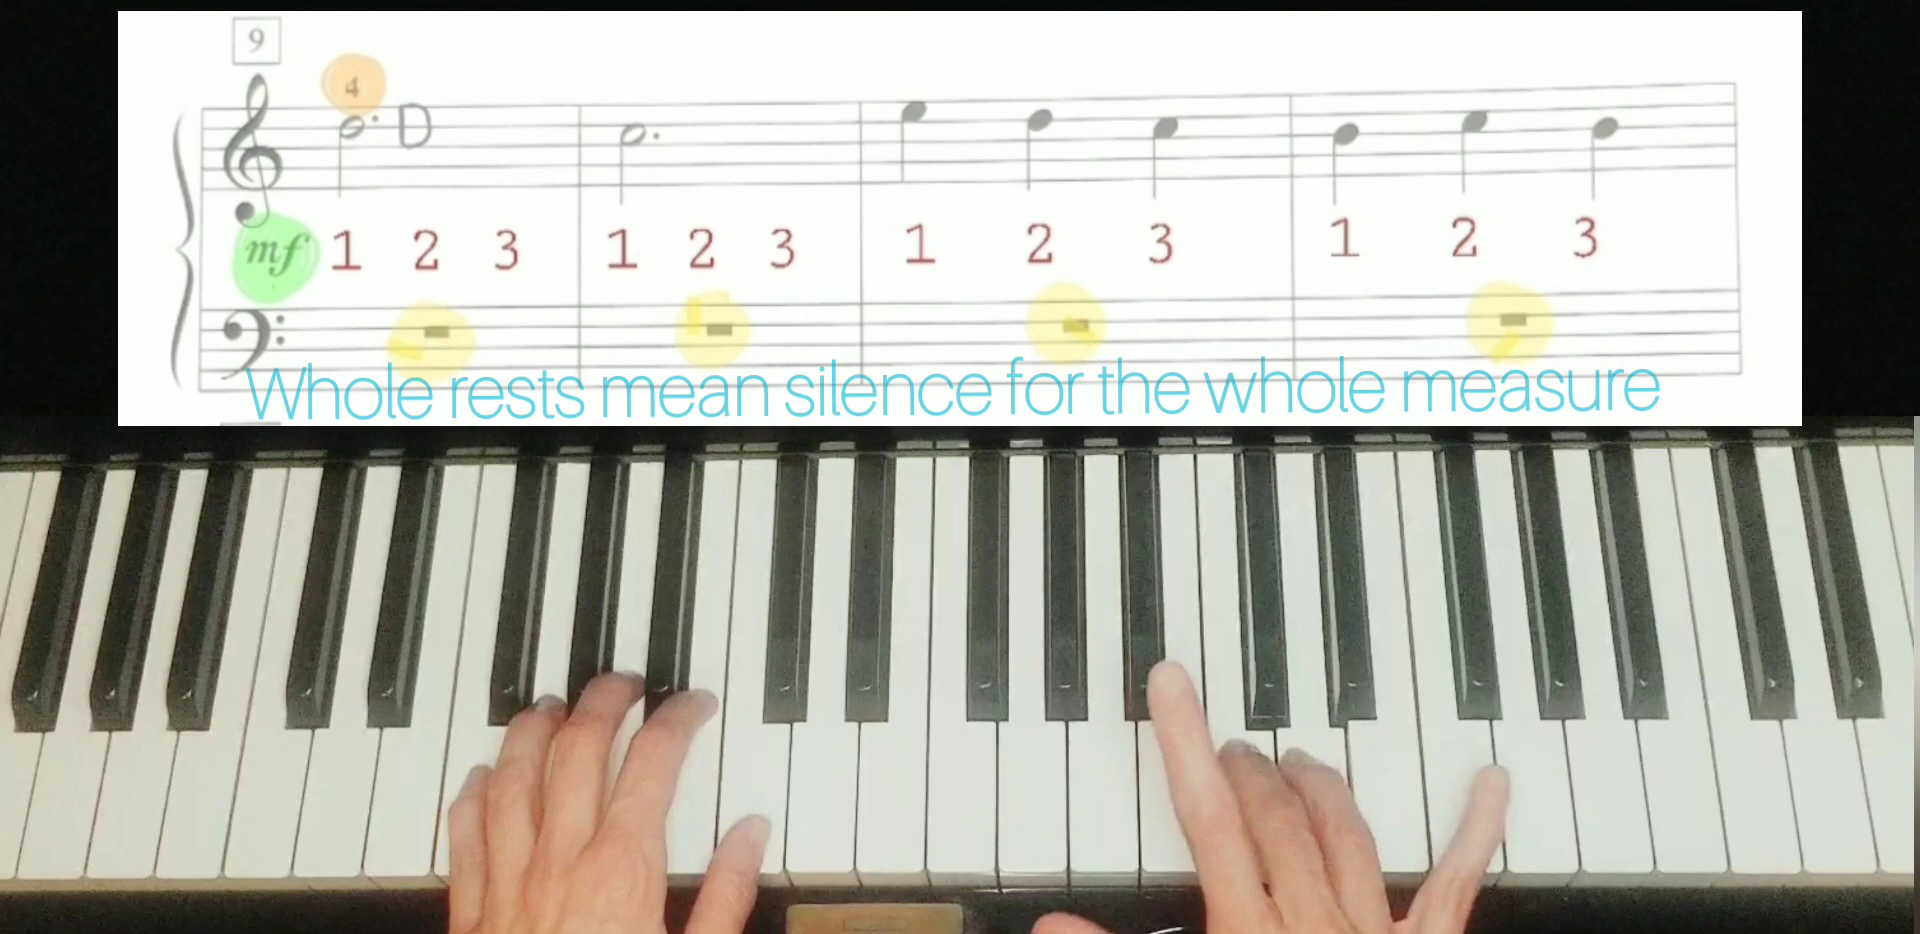 9
4
D
mf 1 2 3 1 2 3 1 2 3 1 2 3
Whole rests mean silence for the whole measure